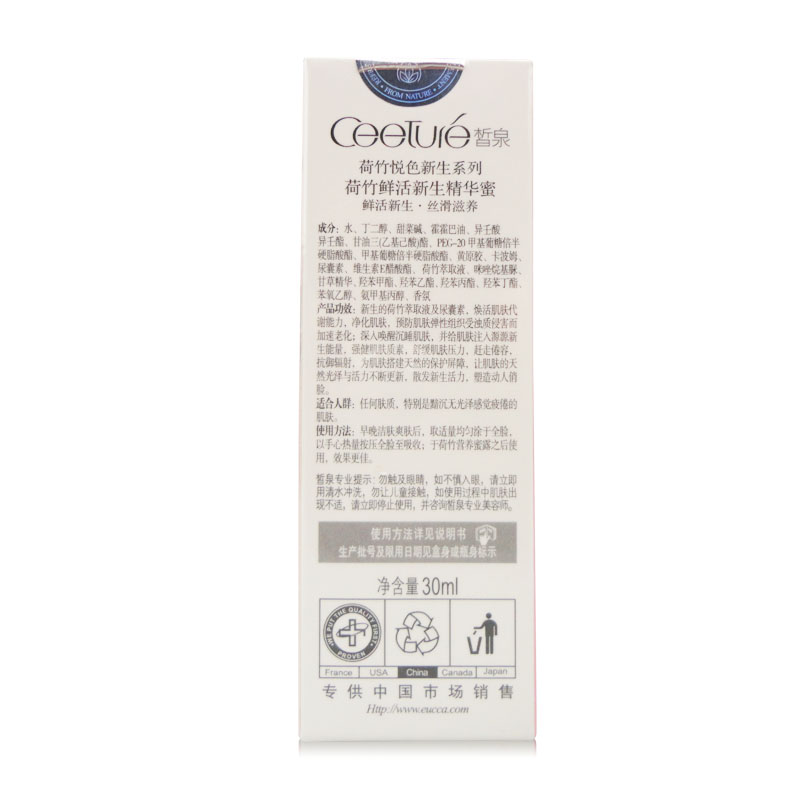 FROM NATURE
Ceeturé 皙泉
荷竹悦色新生系列
荷竹鲜活新生精华蜜
鲜活新生·丝滑滋养
成分：水、丁二醇、甜菜碱、霍霍巴油、异壬酸
异壬酯、甘油三(乙基己酸)酯、PEG-20甲基葡糖倍半
硬脂酸酯、甲基葡糖倍半硬脂酸酯、黄原胶、卡波姆、
尿囊素、维生素E醋酸酯、荷竹萃取液、咪唑烷基脲、
甘草精华、羟苯甲酯、羟苯乙酯、羟苯丙酯、羟苯丁酯、
苯氧乙醇、氨甲基丙醇、香氛
产品功效：新生的荷竹萃取液及尿囊素，焕活肌肤代
谢能力，净化肌肤，预防肌肤弹性组织受浊质侵害而
加速老化；深入唤醒沉睡肌肤，并给肌肤注入源源新
生能量，强健肌肤质素，舒缓肌肤压力，赶走倦容，
抗御辐射，为肌肤搭建天然的保护屏障，让肌肤的天
然光泽与活力不断更新，散发新生活力，塑造动人俏
脸。
适合人群：任何肤质，特别是黯沉无光泽感觉疲倦的
肌肤。
使用方法：早晚洁肤爽肤后，取适量均匀涂于全脸，
以手心热量按压全脸至吸收；于荷竹营养蜜露之后使
用，效果更佳。
皙泉专业提示：勿触及眼睛，如不慎入眼，请立即
用清水冲洗，勿让儿童接触，如使用过程中肌肤出
现不适，请立即停止使用，并咨询皙泉专业美容师。
使用方法详见说明书
生产批号及限用日期见盒身或瓶身标示
净含量 30ml
WE PUT THE QUALITY FIRST
PROVEN
France USA China Canada Japan
专供中国市场销售
Http://www.eucca.com